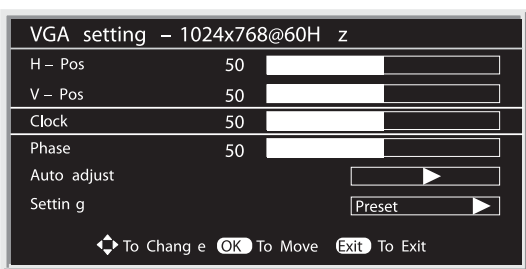 VGA setting – 1024x768@60H z
H – Pos 50
V – Pos 50
Clock 50
Phase 50
Auto adjust
Settin g Preset
To Chang e OK To Move Exit To Exit